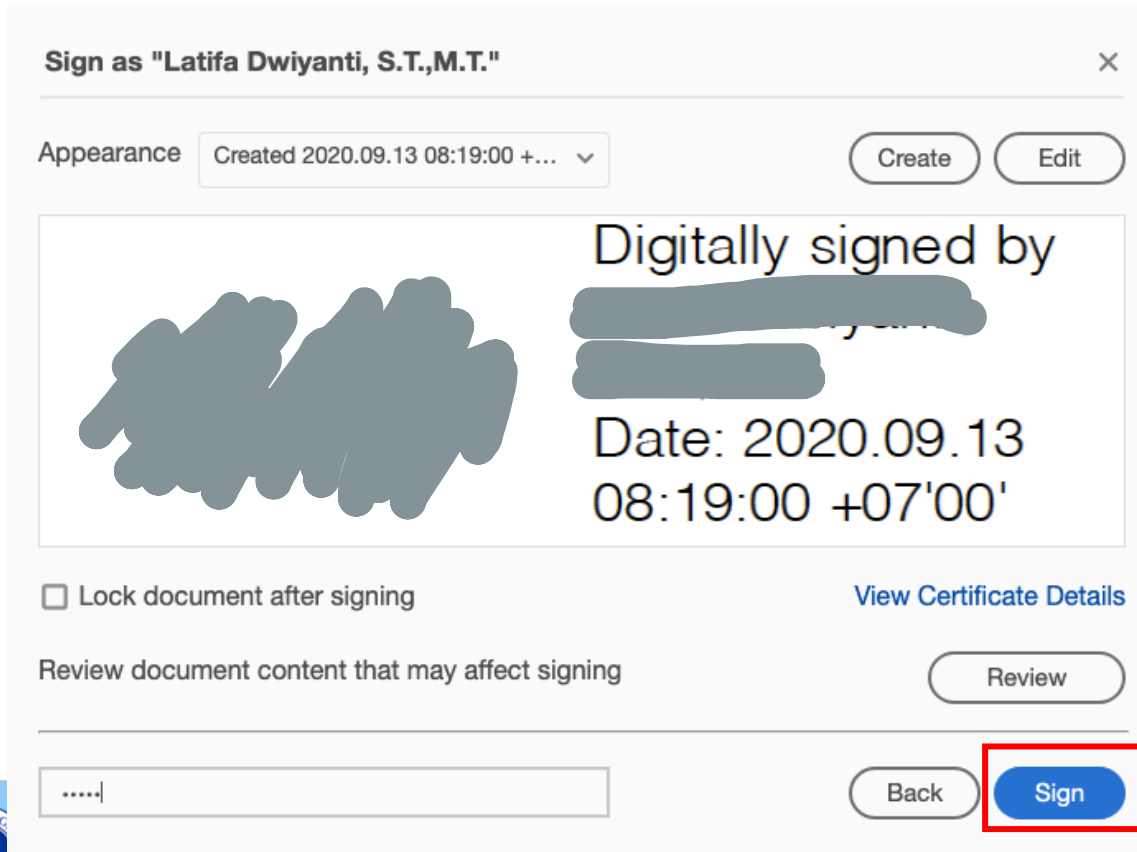 Sign as "Latifa Dwiyanti, S.T.,M.T."
Appearance Created 2020.09.13 08:19:00 +... Create Edit
Digitally signed by
Date: 2020.09.13
08:19:00 +07'00'
Lock document after signing View Certificate Details
Review document content that may affect signing Review
•••••
Back Sign